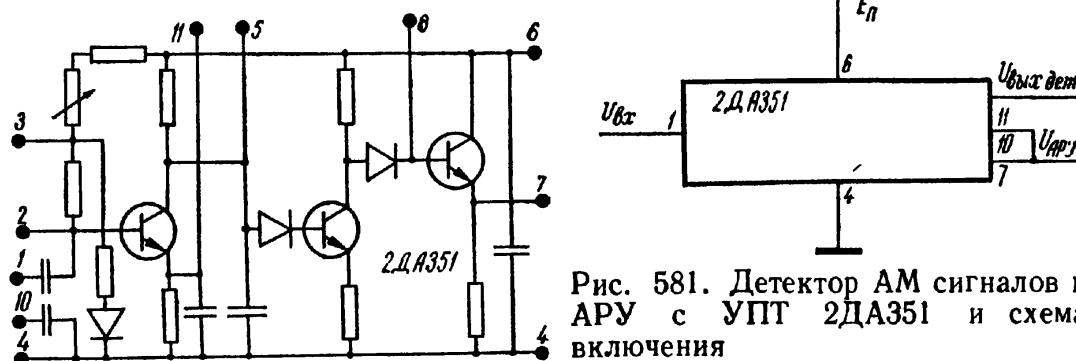 11 5 8 6
3
2
1
10
4
7
2ДА351
4
Eп
6
2ДА351
Uвх
1
Uвых дет
11
10
Uару
7
4
Рис. 581. Детектор АМ сигналов и
АРУ с УПТ 2ДА351 и схема
включения